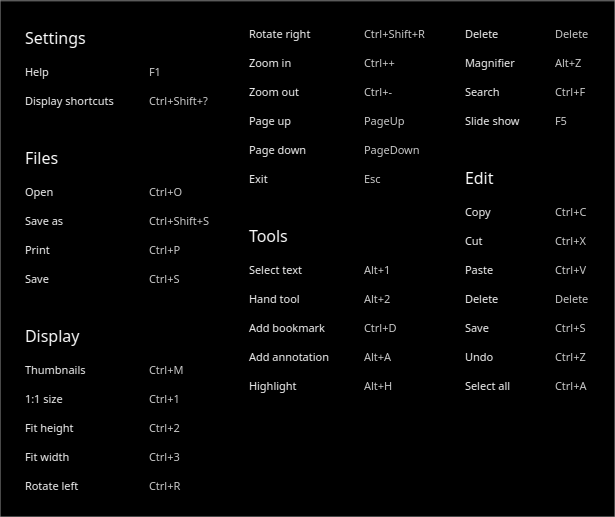 Settings
Help F1
Display shortcuts Ctrl+Shift+?
Files
Open Ctrl+O
Save as Ctrl+Shift+S
Print Ctrl+P
Save Ctrl+S
Display
Thumbnails Ctrl+M
1:1 size Ctrl+1
Fit height Ctrl+2
Fit width Ctrl+3
Rotate left Ctrl+R
Rotate right Ctrl+Shift+R
Zoom in Ctrl++
Zoom out Ctrl+-
Page up PageUp
Page down PageDown
Exit Esc
Tools
Select text Alt+1
Hand tool Alt+2
Add bookmark Ctrl+D
Add annotation Alt+A
Highlight Alt+H
Delete Delete
Magnifier Alt+Z
Search Ctrl+F
Slide show F5
Edit
Copy Ctrl+C
Cut Ctrl+X
Paste Ctrl+V
Delete Delete
Save Ctrl+S
Undo Ctrl+Z
Select all Ctrl+A